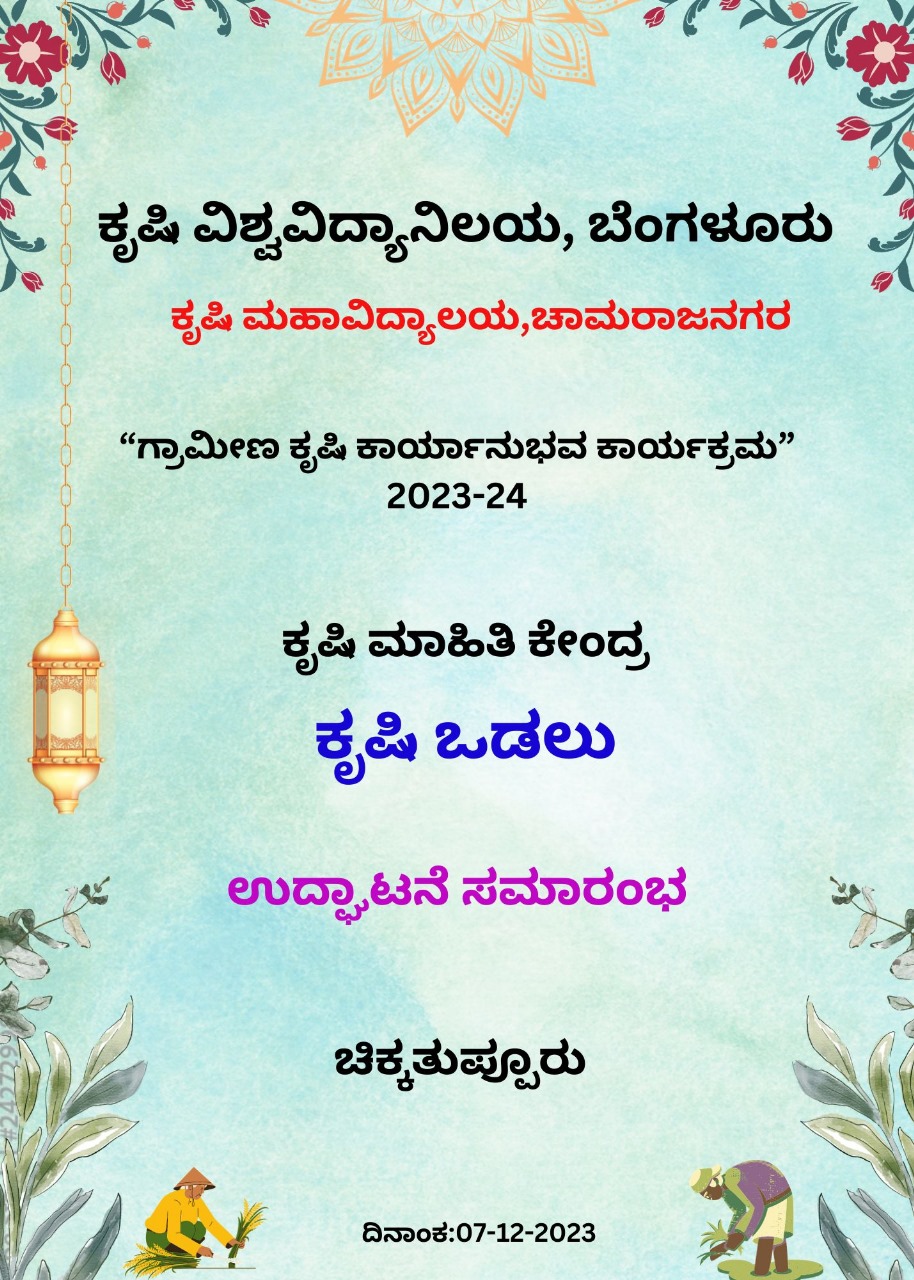 ಕೃಷಿ ವಿಶ್ವವಿದ್ಯಾನಿಲಯ, ಬೆಂಗಳೂರು
ಕೃಷಿ ಮಹಾವಿದ್ಯಾಲಯ,ಚಾಮರಾಜನಗರ
“ಗ್ರಾಮೀಣ ಕೃಷಿ ಕಾರ್ಯಾನುಭವ ಕಾರ್ಯಕ್ರಮ”
2023-24
ಕೃಷಿ ಮಾಹಿತಿ ಕೇಂದ್ರ
ಕೃಷಿ ಒಡಲು
ಉದ್ಘಾಟನೆ ಸಮಾರಂಭ
ಚಿಕ್ಕತುಪ್ಪೂರು
ದಿನಾಂಕ:07-12-2023